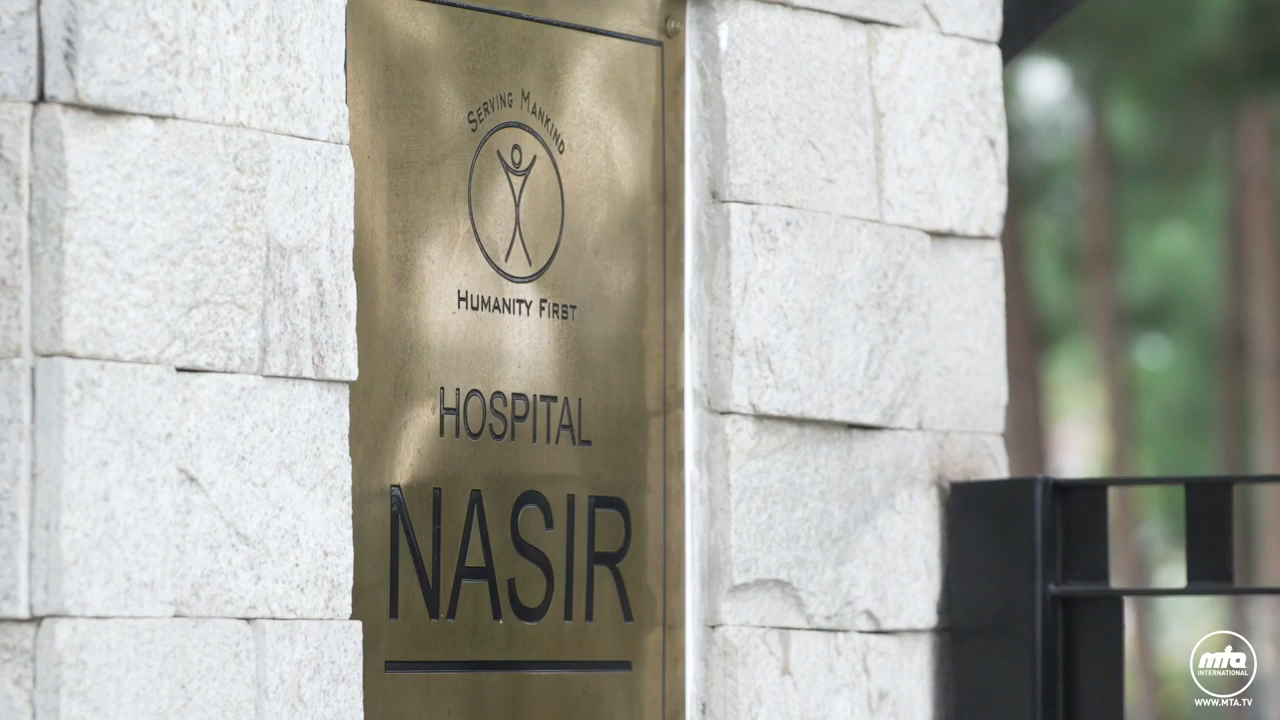 SERVING MANKIND
HUMANITY FIRST
HOSPITAL
NASIR
mta
INTERNATIONAL
WWW.MTA.TV